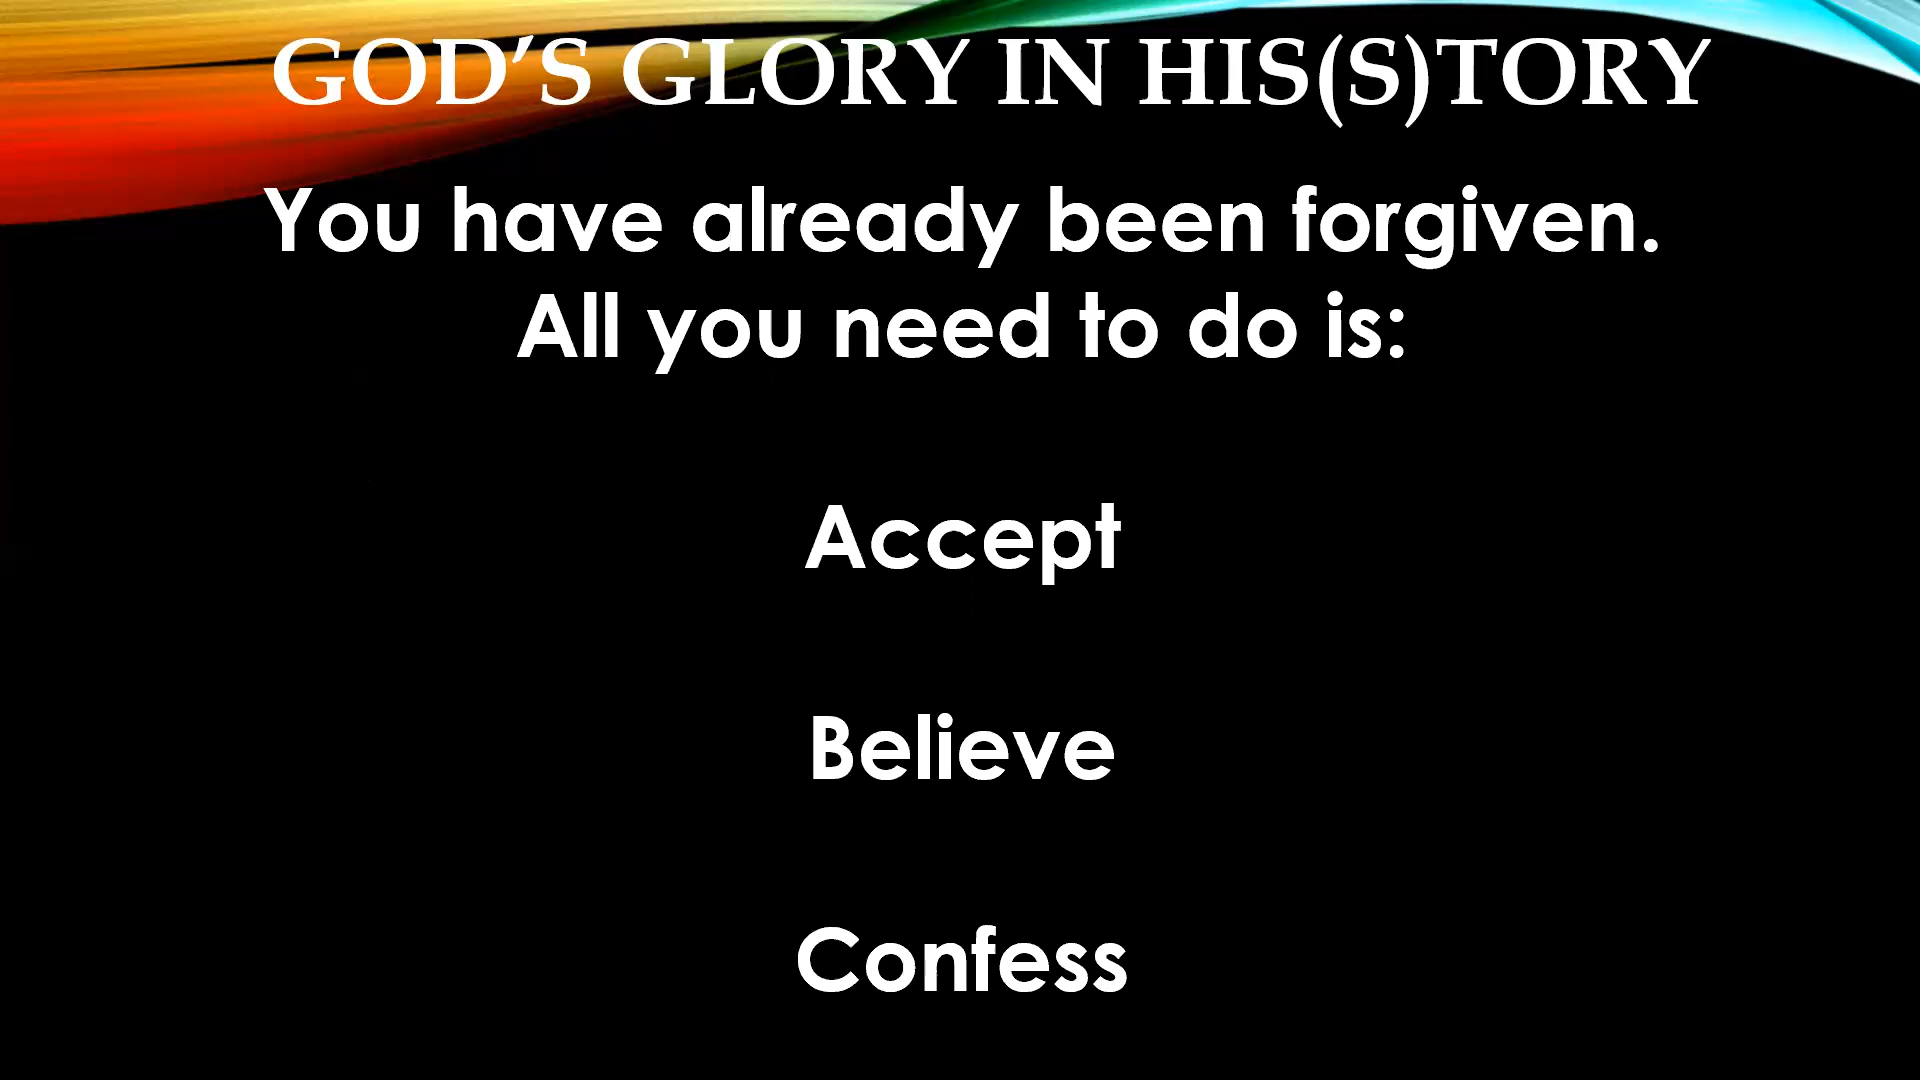 GOD’S GLORY IN HIS(S)TORY
You have already been forgiven.
All you need to do is:
Accept
Believe
Confess